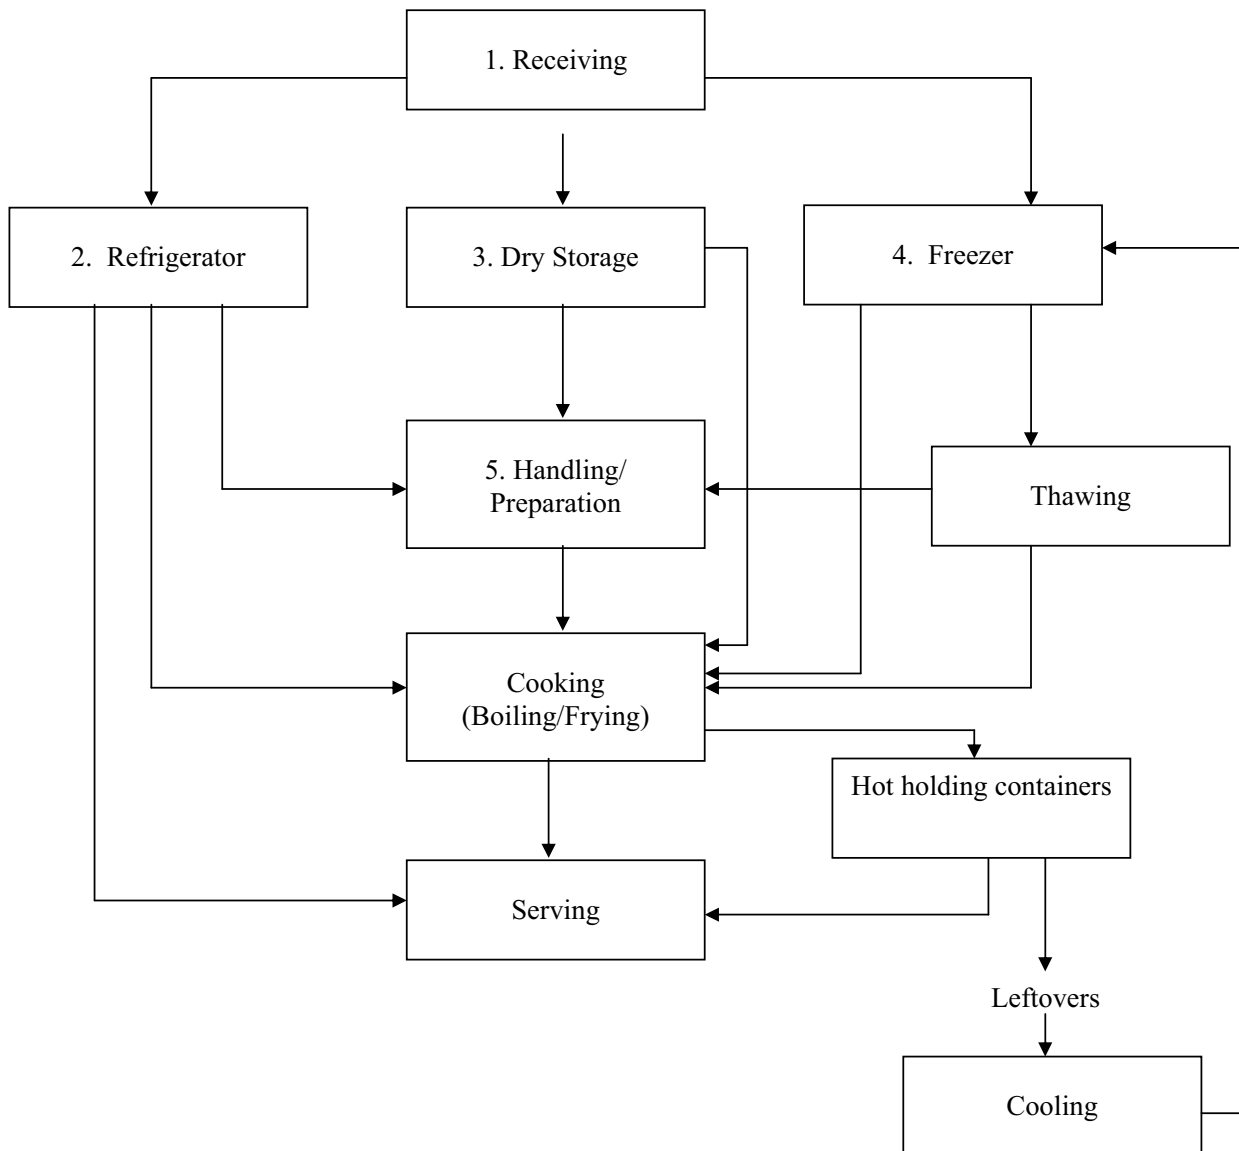 1. Receiving
2. Refrigerator
3. Dry Storage
4. Freezer
5. Handling/
Preparation
Thawing
Cooking
(Boiling/Frying)
Hot holding containers
Serving
Leftovers
Cooling